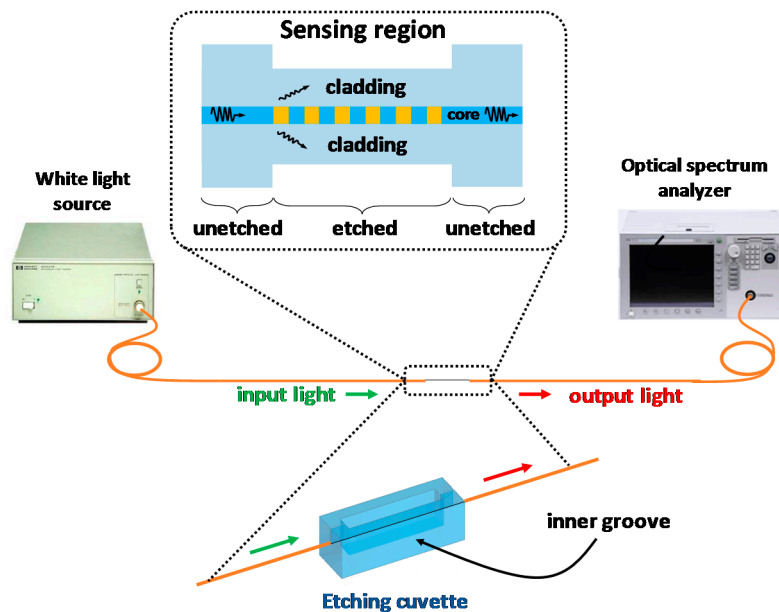 Sensing region
cladding
core
cladding
unetched
etched
unetched
White light
source
Optical spectrum
analyzer
input light
output light
inner groove
Etching cuvette